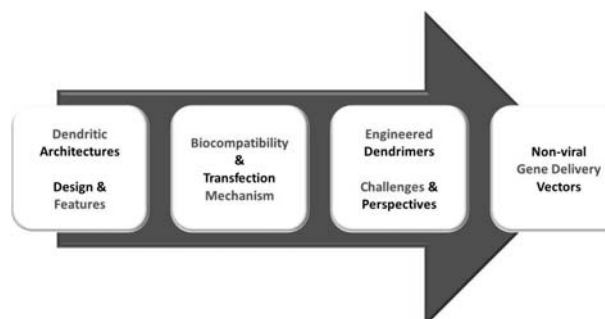 Dendritic
Architectures
Design &
Features
Biocompatibility
&
Transfection
Mechanism
Engineered
Dendrimers
Challenges &
Perspectives
Non-viral
Gene Delivery
Vectors